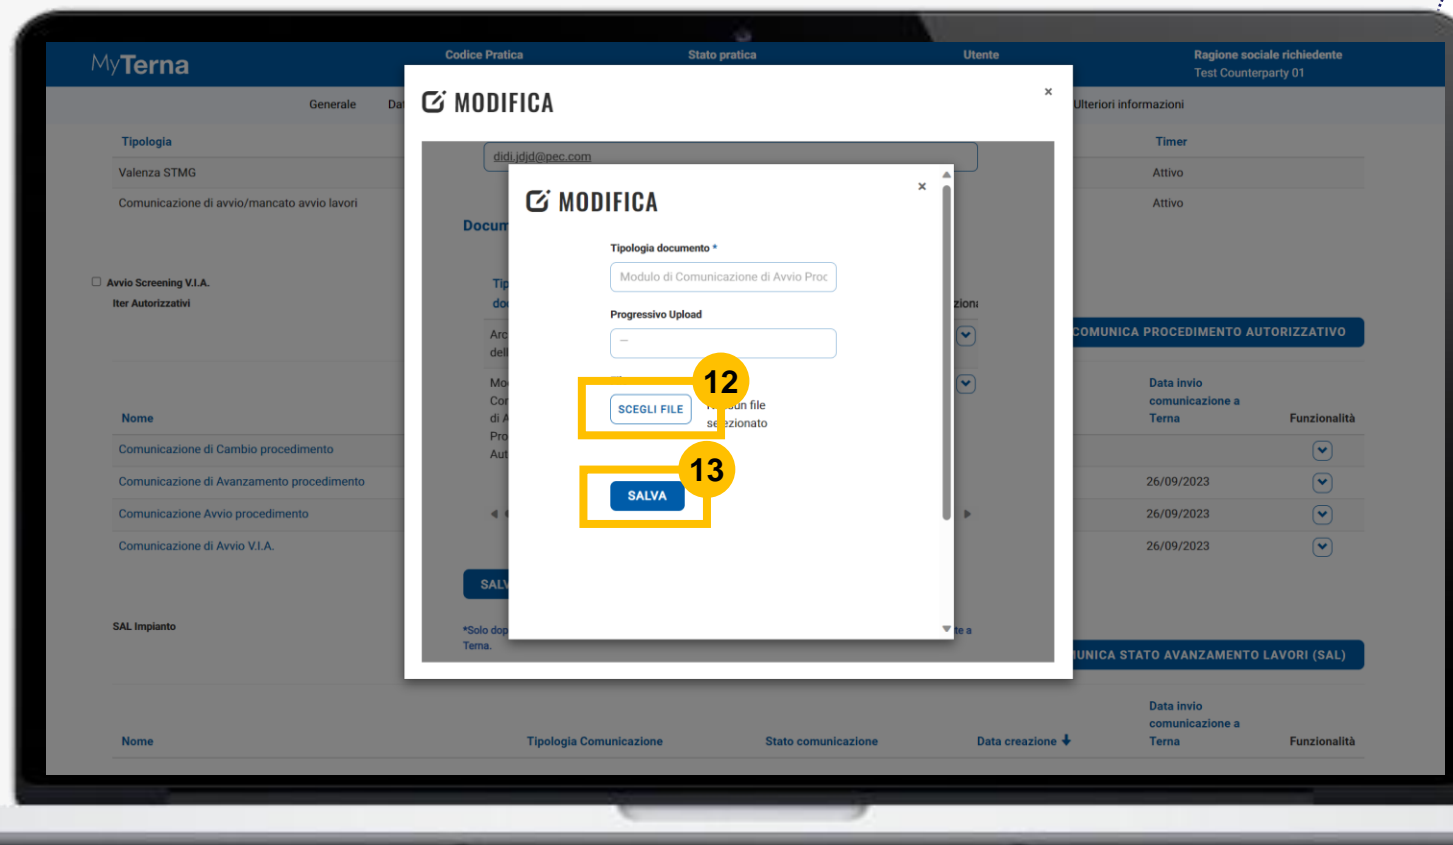 MyTerna
Codice Pratica
Stato pratica
Utente
Ragione sociale richiedente
Test Counterparty 01
Generale
Ulteriori informazioni
Tipologia
Timer
Valenza STMG
Attivo
Comunicazione di avvio/mancato avvio lavori
Attivo
Avvio Screening V.I.A.
Iter Autorizzativi
COMUNICA PROCEDIMENTO AUTORIZZATIVO
Nome
Data invio
comunicazione a
Terna
Funzionalità
Comunicazione di Cambio procedimento
Comunicazione di Avanzamento procedimento
26/09/2023
Comunicazione Avvio procedimento
26/09/2023
Comunicazione di Avvio V.I.A.
26/09/2023
SAL Impianto
STATO AVANZAMENTO LAVORI (SAL)
Nome
Tipologia Comunicazione
Stato comunicazione
Data creazione
Data invio
comunicazione a
Terna
Funzionalità
MODIFICA
×
didi.jdjd@pec.com
*Solo
Terna.
MODIFICA
×
Tipologia documento *
Modulo di Comunicazione di Avvio Proc
Progressivo Upload
—
12
SCEGLI FILE
file
selezionato
13
SALVA